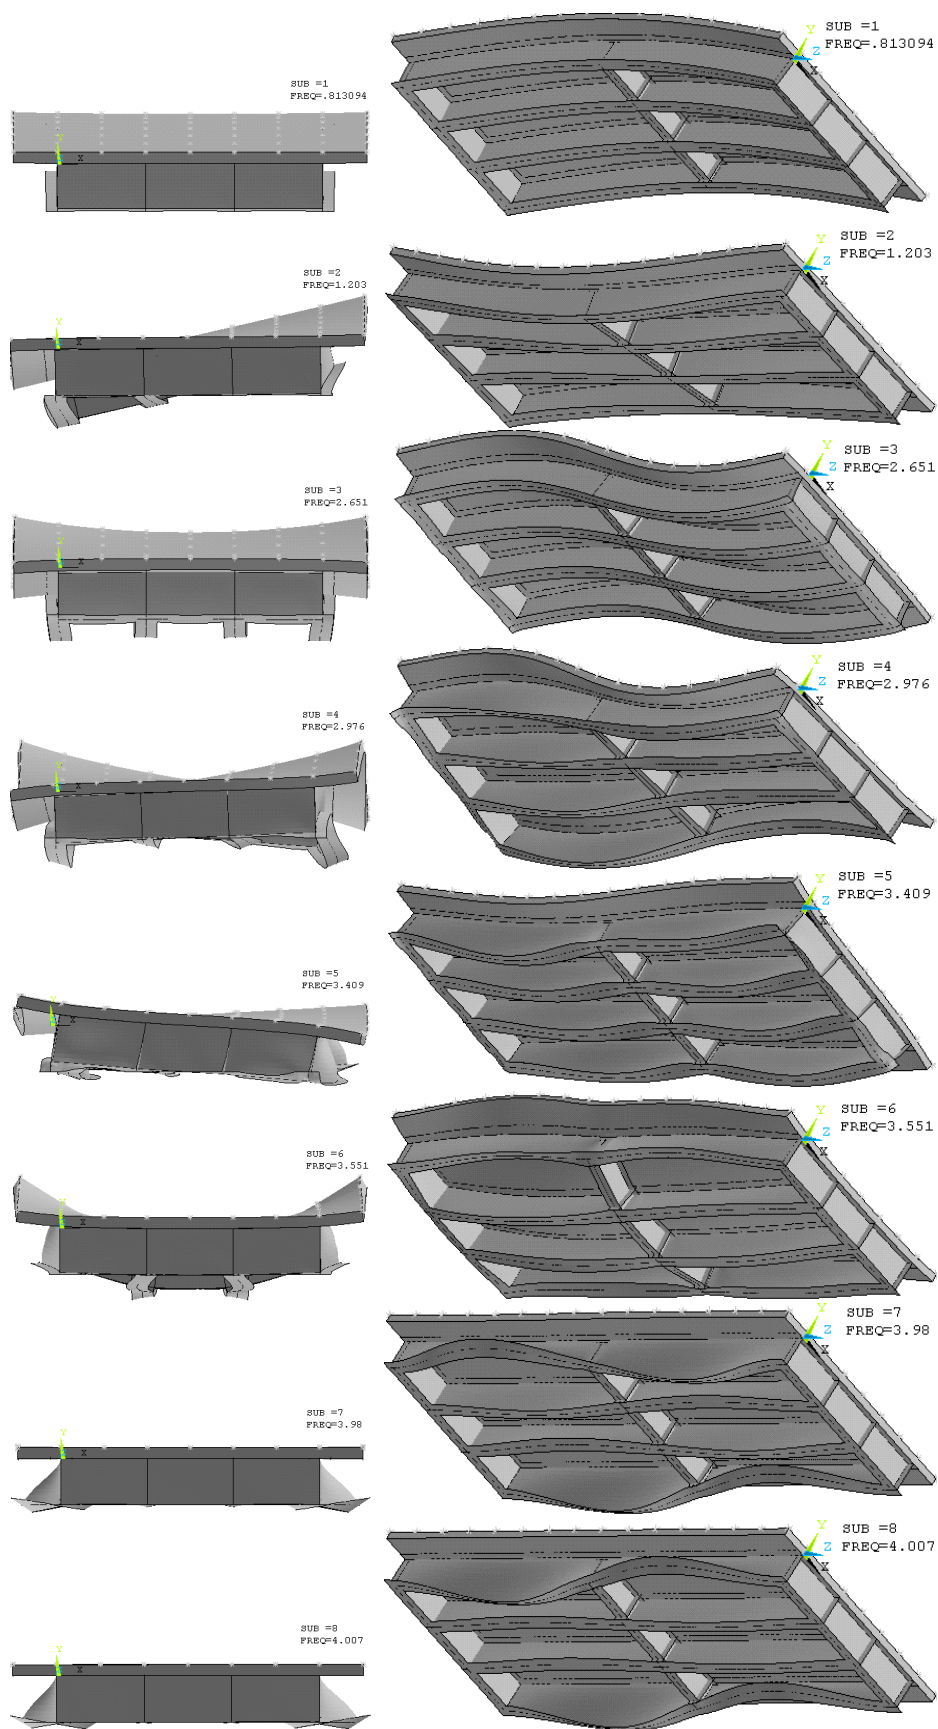 SUB =1
FREQ=.813094
Y
X
SUB =1
FREQ=.813094
Y
Z
X
SUB =2
FREQ=1.203
Y
X
SUB =2
FREQ=1.203
Y
Z
X
SUB =3
FREQ=2.651
Y
X
SUB =3
FREQ=2.651
Y
Z
X
SUB =4
FREQ=2.976
Y
X
SUB =4
FREQ=2.976
Y
Z
X
SUB =5
FREQ=3.409
Y
X
SUB =5
FREQ=3.409
Y
Z
X
SUB =6
FREQ=3.551
Y
X
SUB =6
FREQ=3.551
Y
Z
X
SUB =7
FREQ=3.98
Y
X
SUB =7
FREQ=3.98
Y
Z
X
SUB =8
FREQ=4.007
Y
X
SUB =8
FREQ=4.007
Y
Z
X